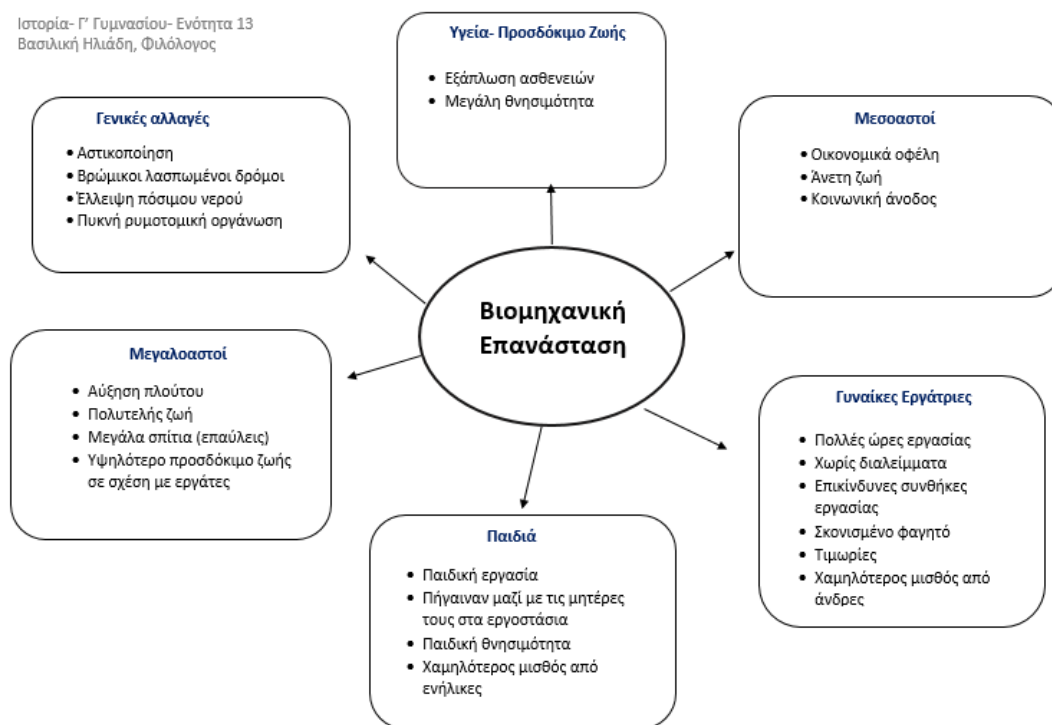 Ιστορία- Γ’ Γυμνασίου- Ενότητα 13
Βασιλική Ηλιάδη, Φιλόλογος
Υγεία- Προσδόκιμο Ζωής
• Εξάπλωση ασθενειών
• Μεγάλη θνησιμότητα
Γενικές αλλαγές
• Αστικοποίηση
• Βρώμικοι λασπωμένοι δρόμοι
• Έλλειψη πόσιμου νερού
• Πυκνή ρυμοτομική οργάνωση
Μεσοαστοί
• Οικονομικά οφέλη
• Άνετη ζωή
• Κοινωνική άνοδος
Βιομηχανική
Επανάσταση
Μεγαλοαστοί
• Αύξηση πλούτου
• Πολυτελής ζωή
• Μεγάλα σπίτια (επαύλεις)
• Υψηλότερο προσδόκιμο ζωής
σε σχέση με εργάτες
Γυναίκες Εργάτριες
• Πολλές ώρες εργασίας
• Χωρίς διαλείμματα
• Επικίνδυνες συνθήκες
εργασίας
• Σκονισμένο φαγητό
• Τιμωρίες
• Χαμηλότερος μισθός από
άνδρες
Παιδιά
• Παιδική εργασία
• Πήγαιναν μαζί με τις μητέρες
τους στα εργοστάσια
• Παιδική θνησιμότητα
• Χαμηλότερος μισθός από
ενήλικες